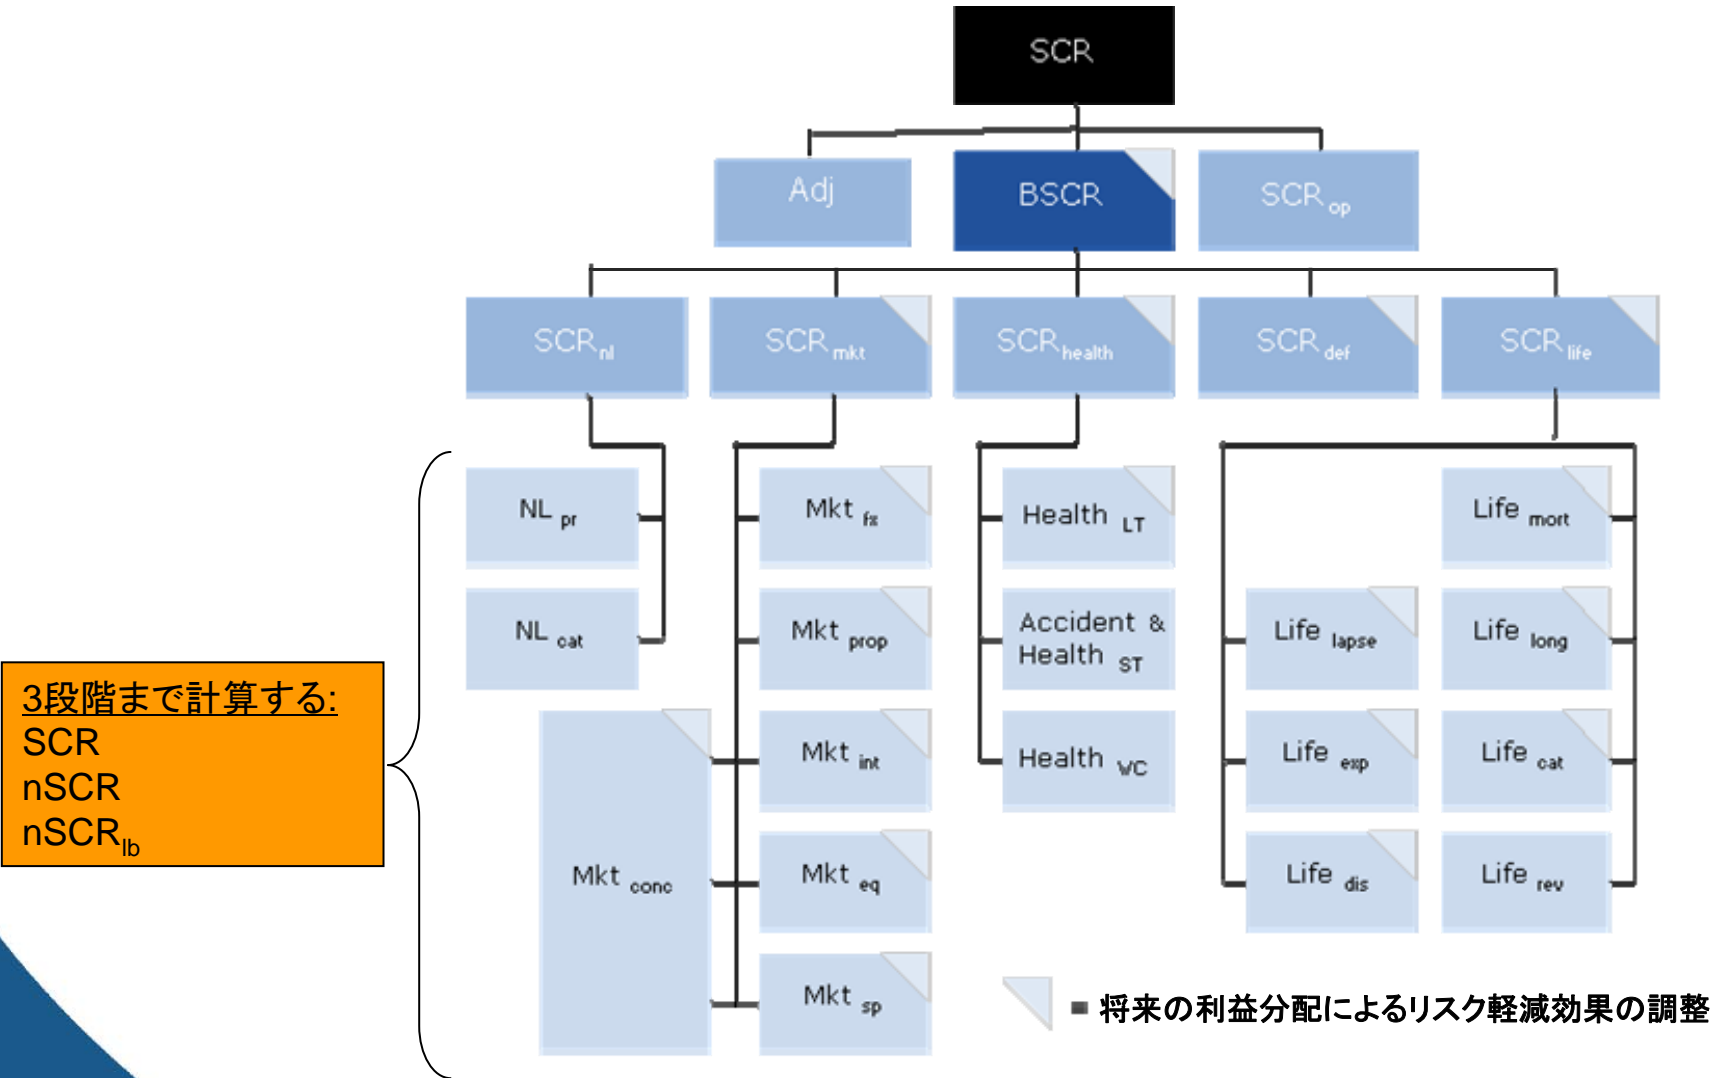 SCR
Adj
BSCR
SCR op
SCR nl
SCR mkt
SCR health
SCR def
SCR life
NL pr
NL cat
Mkt fx
Mkt prop
Mkt int
Mkt eq
Mkt sp
Mkt conc
Health LT
Accident &
Health ST
Health WC
Life lapse
Life exp
Life dis
Life mort
Life long
Life cat
Life rev
3段階まで計算する:
SCR
nSCR
nSCRlb
= 将来の利益分配によるリスク軽減効果の調整